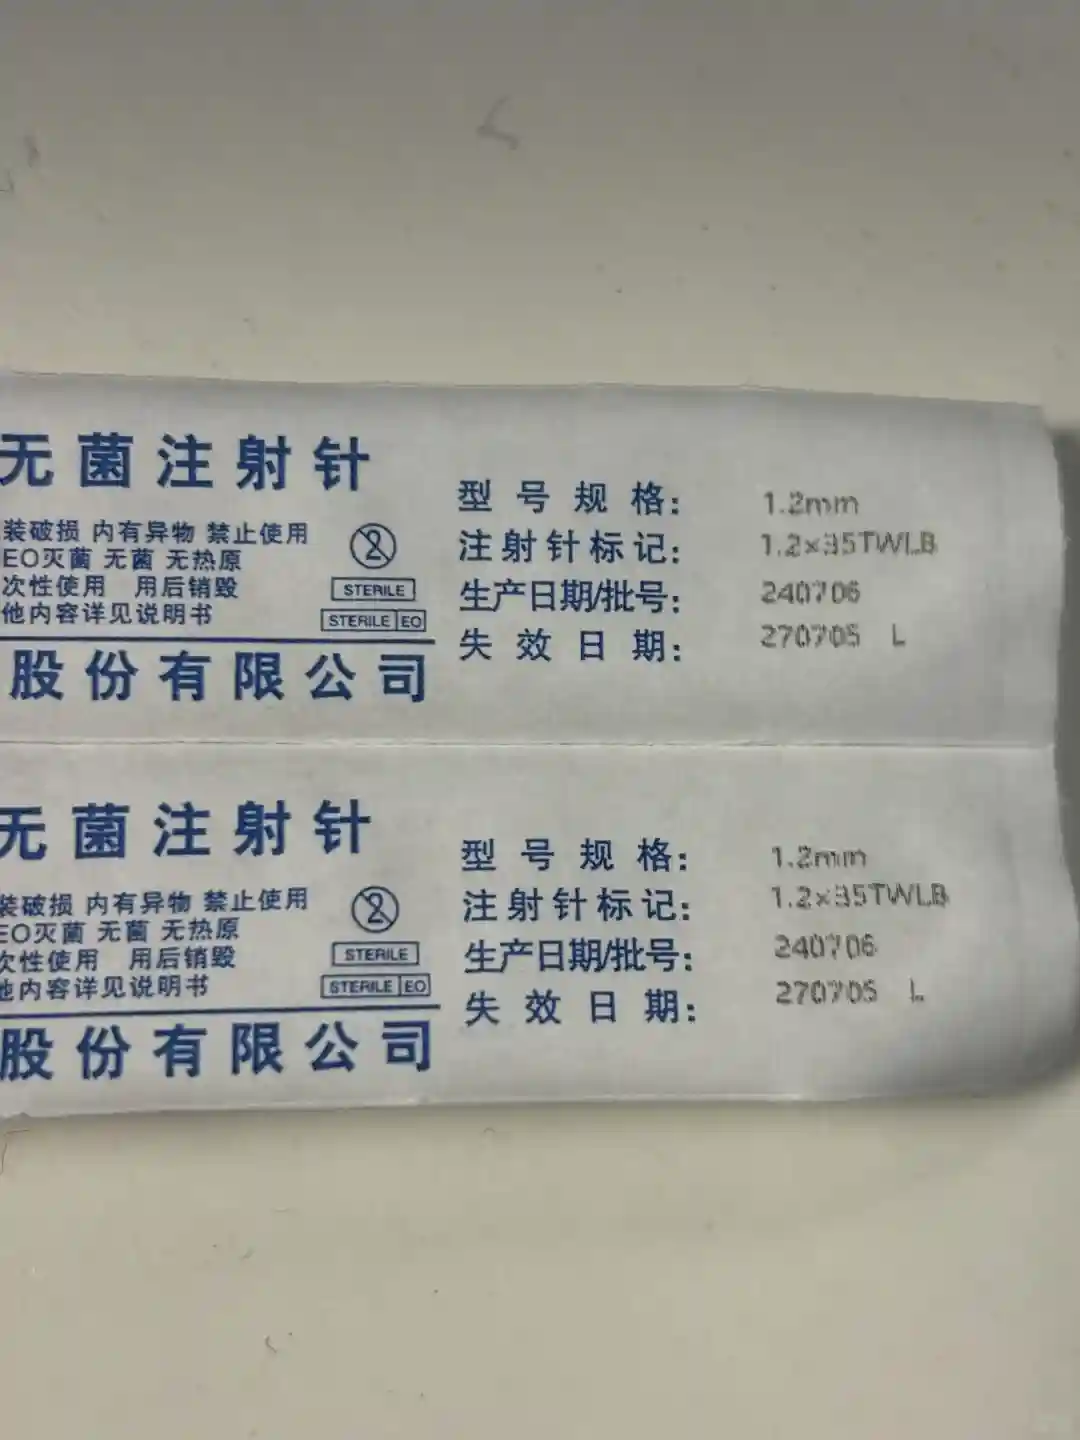 无菌注射针
装破损 内有异物 禁止使用
EO灭菌 无菌 无热原
次性使用 用后销毁
他内容详见说明书
2
STERILE
STERILE EO
股份有限公司
型号规格: 1.2mm
注射针标记: 1.2×35TWLB
生产日期/批号: 240706
失效日期: 270705 L
无菌注射针
装破损 内有异物 禁止使用
EO灭菌 无菌 无热原
次性使用 用后销毁
他内容详见说明书
2
STERILE
STERILE EO
股份有限公司
型号规格: 1.2mm
注射针标记: 1.2×35TWLB
生产日期/批号: 240706
失效日期: 270705 L